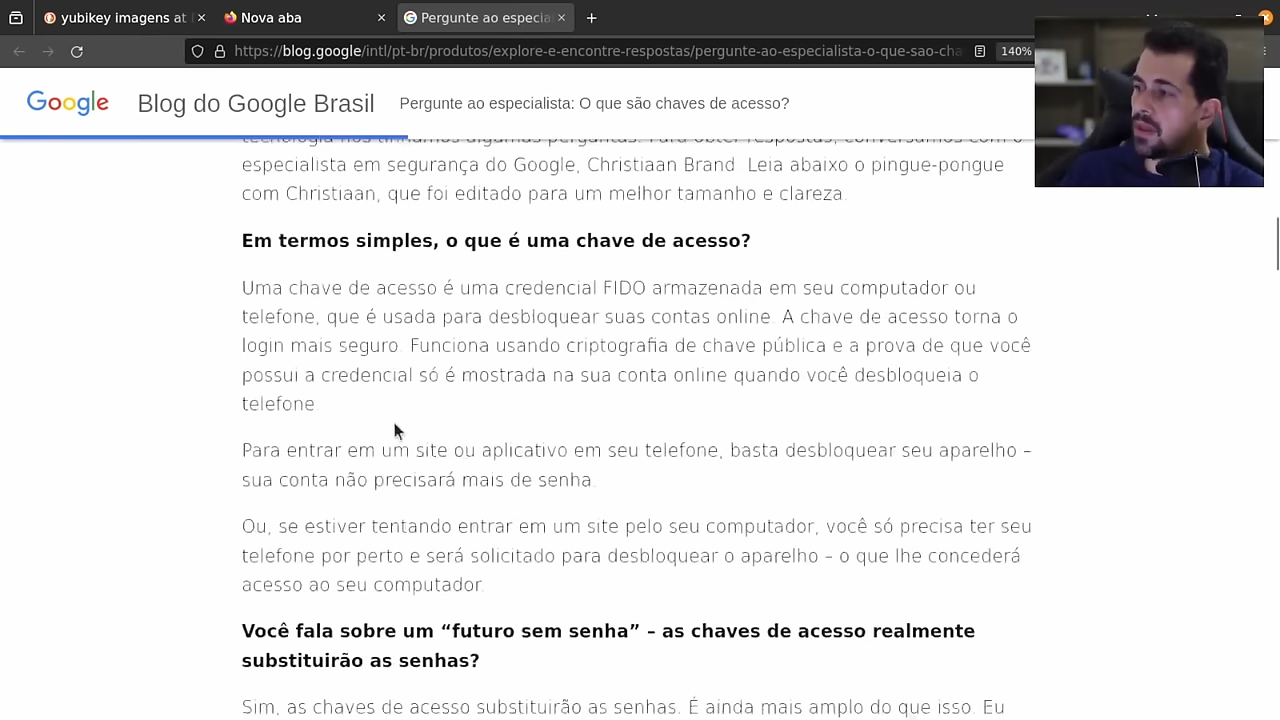 yubikey imagens at
Nova aba
Pergunte ao especia
https://blog.google/intl/pt-br/produtos/explore-e-encontre-respostas/pergunte-ao-especialista-o-que-sao-cha
140%
Google Blog do Google Brasil
Pergunte ao especialista: O que são chaves de acesso?
tecnologia nós tínhamos algumas perguntas. Para obter respostas, conversamos com o
especialista em segurança do Google, Christiaan Brand Leia abaixo o pingue-pongue
com Christiaan, que foi editado para um melhor tamanho e clareza.
Em termos simples, o que é uma chave de acesso?
Uma chave de acesso é uma credencial FIDO armazenada em seu computador ou
telefone, que é usada para desbloquear suas contas online. A chave de acesso torna o
login mais seguro. Funciona usando criptografia de chave pública e a prova de que você
possui a credencial só é mostrada na sua conta online quando você desbloqueia o
telefone
Para entrar em um site ou aplicativo em seu telefone, basta desbloquear seu aparelho –
sua conta não precisará mais de senha.
Ou, se estiver tentando entrar em um site pelo seu computador, você só precisa ter seu
telefone por perto e será solicitado para desbloquear o aparelho – o que lhe concederá
acesso ao seu computador.
Você fala sobre um “futuro sem senha” – as chaves de acesso realmente
substituirão as senhas?
Sim, as chaves de acesso substituirão as senhas. É ainda mais amplo do que isso. Eu